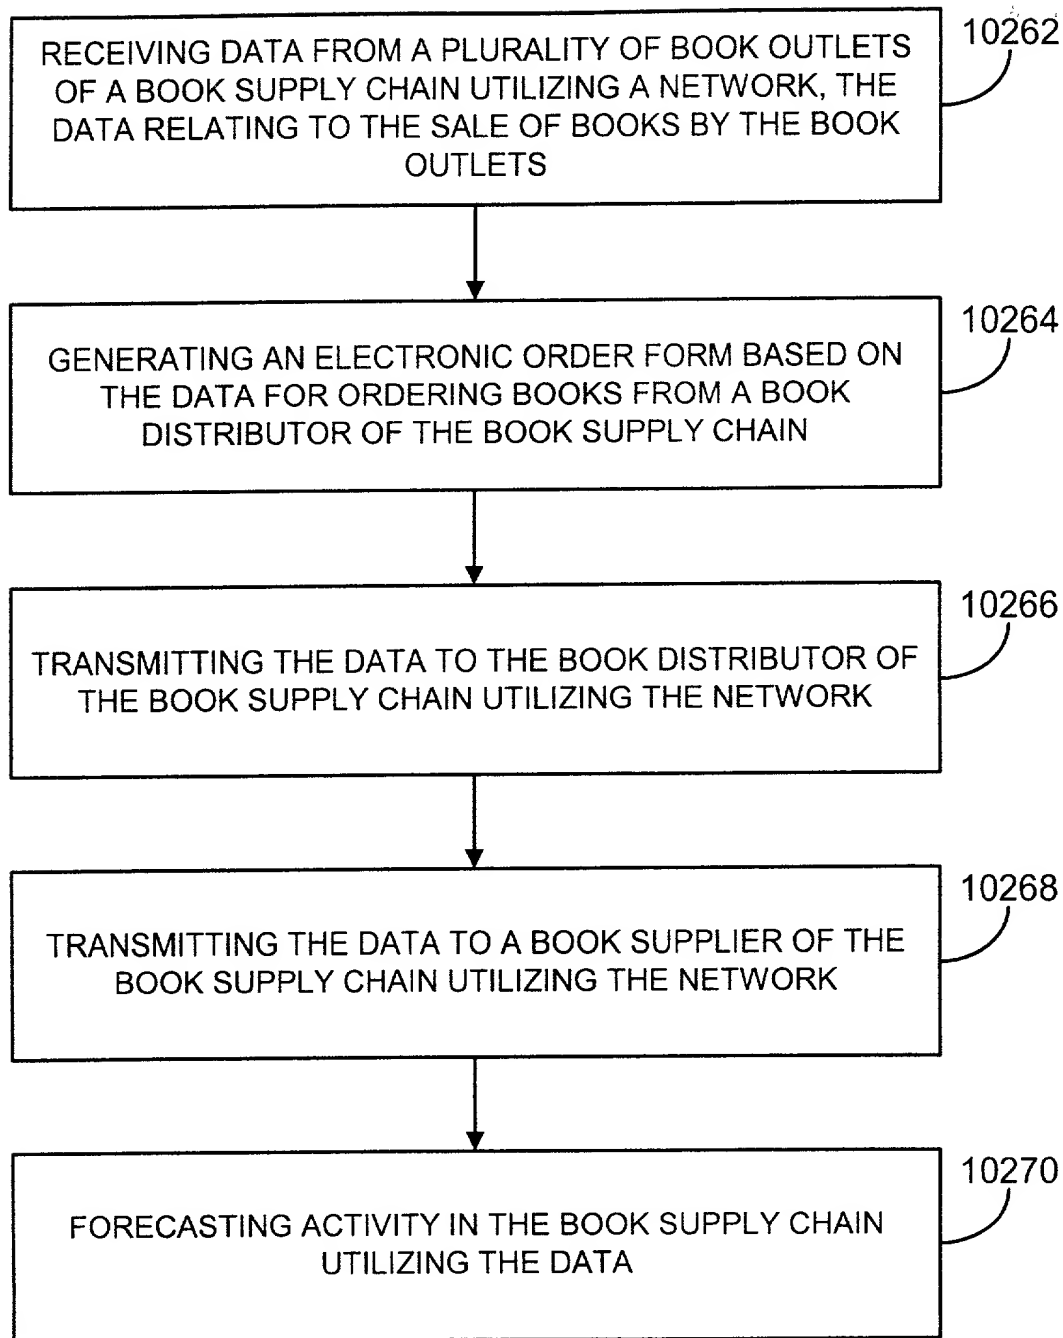 RECEIVING DATA FROM A PLURALITY OF BOOK OUTLETS
OF A BOOK SUPPLY CHAIN UTILIZING A NETWORK, THE
DATA RELATING TO THE SALE OF BOOKS BY THE BOOK
OUTLETS
10262
GENERATING AN ELECTRONIC ORDER FORM BASED ON
THE DATA FOR ORDERING BOOKS FROM A BOOK
DISTRIBUTOR OF THE BOOK SUPPLY CHAIN
10264
TRANSMITTING THE DATA TO THE BOOK DISTRIBUTOR OF
THE BOOK SUPPLY CHAIN UTILIZING THE NETWORK
10266
TRANSMITTING THE DATA TO A BOOK SUPPLIER OF THE
BOOK SUPPLY CHAIN UTILIZING THE NETWORK
10268
FORECASTING ACTIVITY IN THE BOOK SUPPLY CHAIN
UTILIZING THE DATA
10270